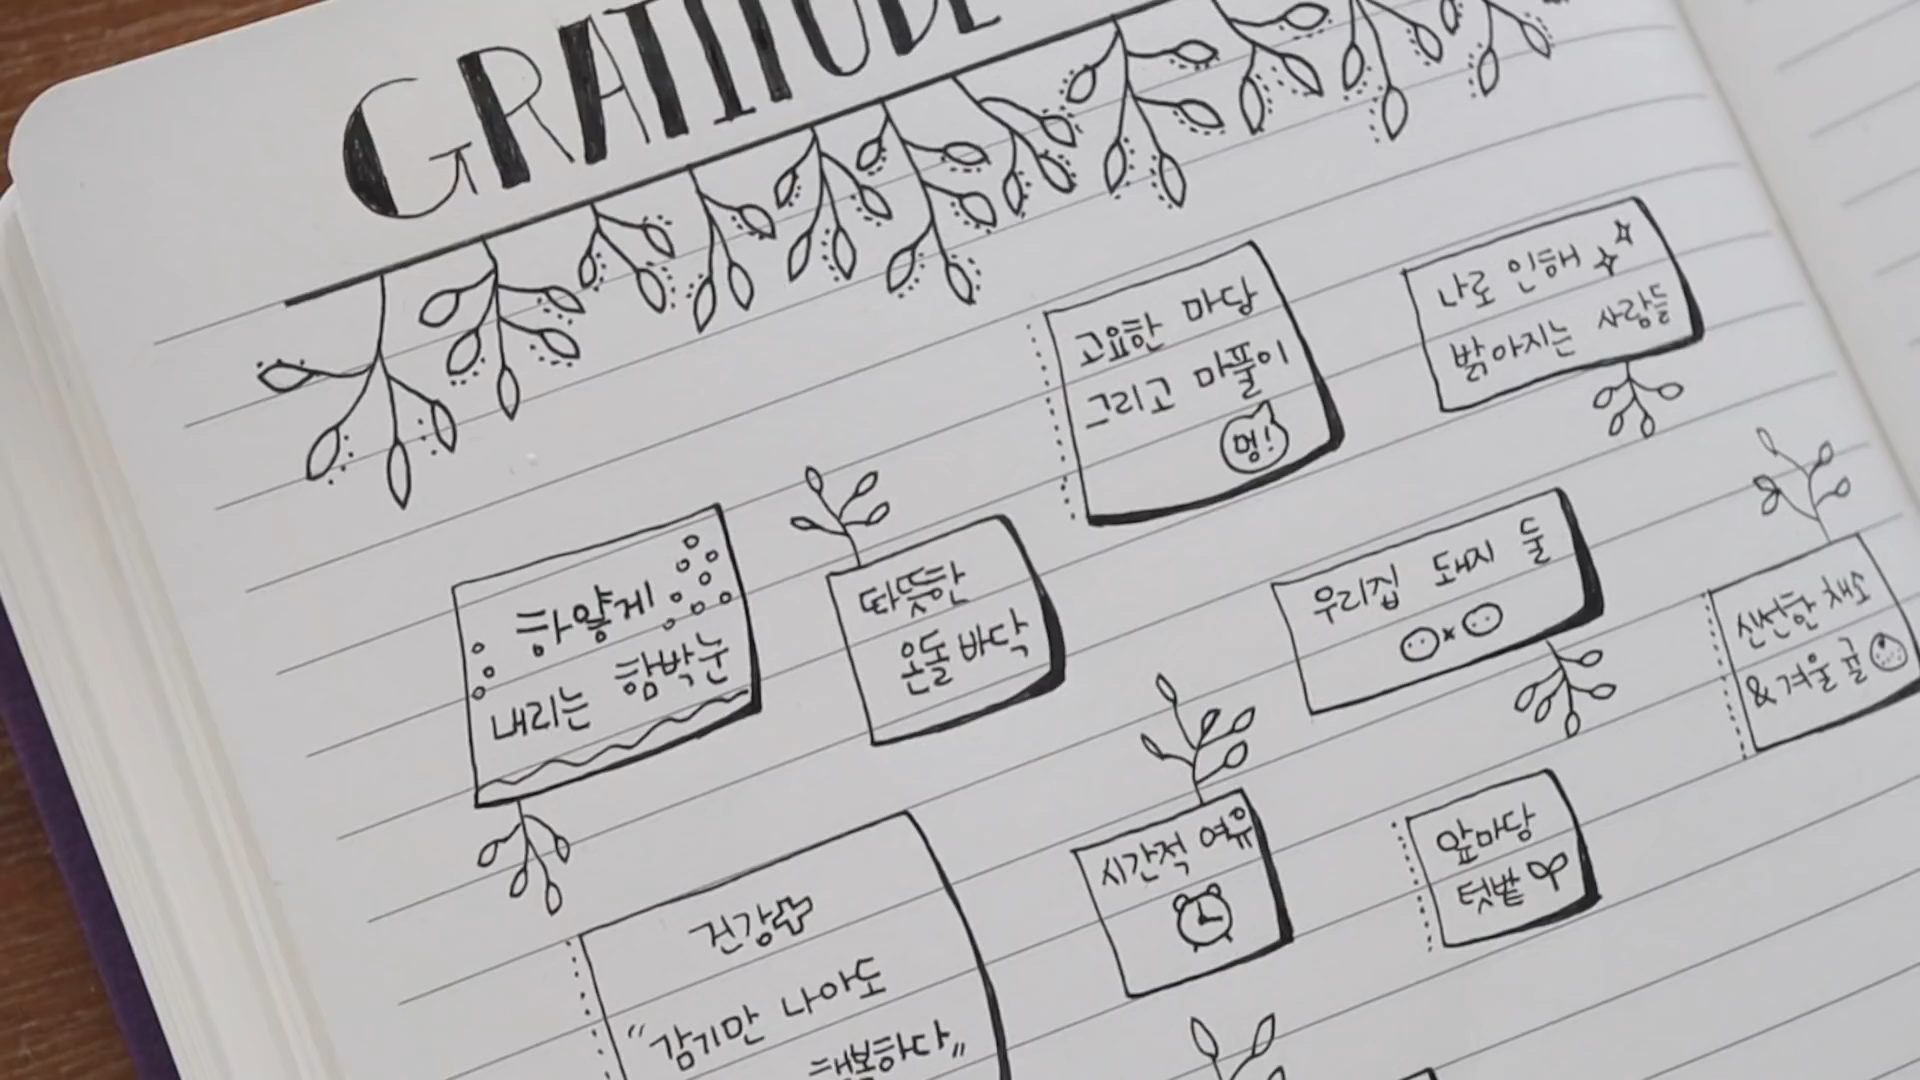 GRATITUDE
고요한 마당
그리고 마풀이
멍!
나로 인해
밝아지는 사람들
하얗게
내리는 함박눈
따뜻한
온돌 바닥
우리집 돼지 둘
신선한 채소
& 겨울 귤
건강
"감기만 나아도
행복하다"
시간적 여유
앞마당
텃밭